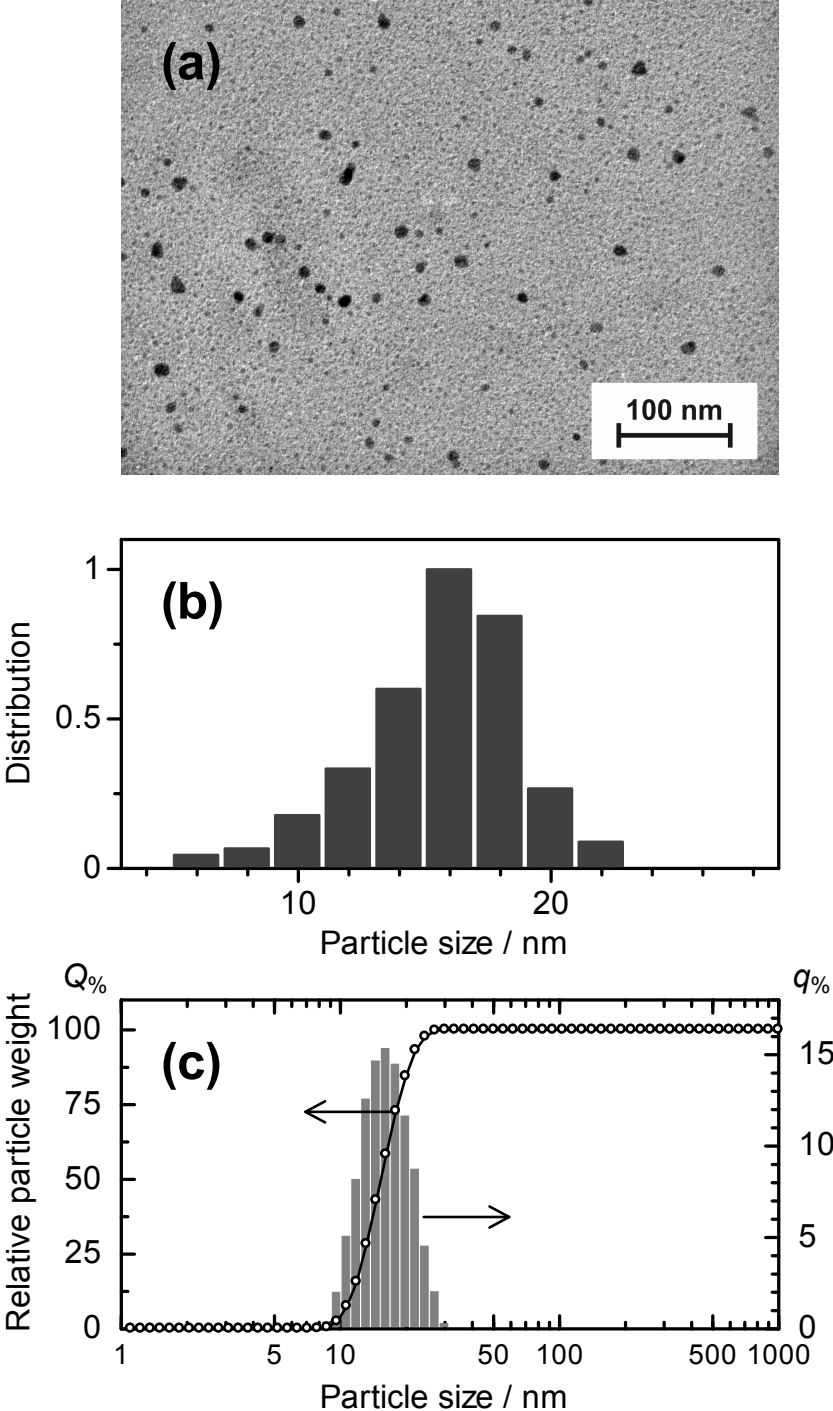 (a)
100 nm
(b)
Distribution
1
0.5
0
10 20
Particle size / nm
Q% q%
(c)
Relative particle weight
100
75
50
25
0
15
10
5
0
1 5 10 50 100 500 1000
Particle size / nm